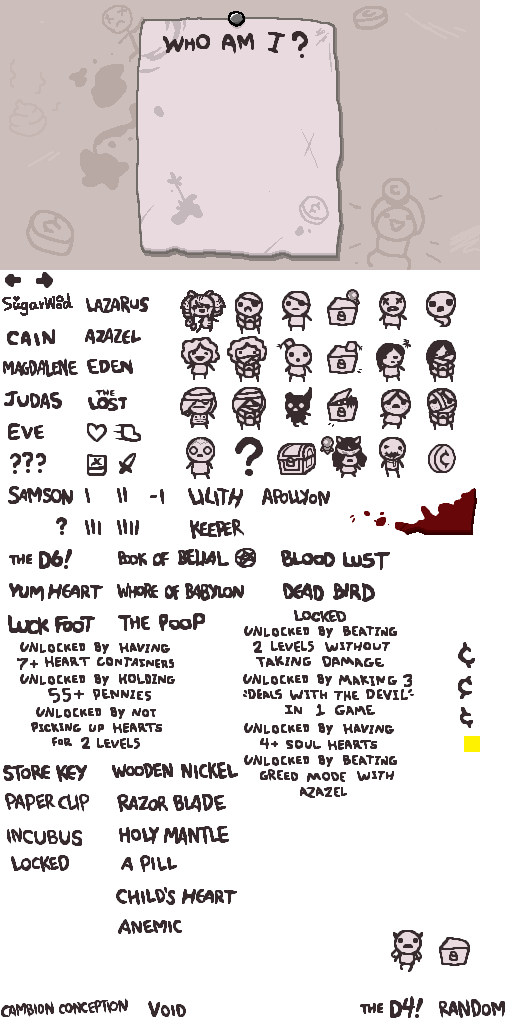 WHO AM I?
SugarWad LAZARUS
CAIN AZAZEL
MAGDALENE EDEN
JUDAS THE LOST
EVE
???
?
SAMSON I II -I LILITH APOLLYON
? III IIII KEEPER
THE D6! BOOK OF BELIAL BLOOD LUST
YUM HEART WHORE OF BABYLON DEAD BIRD
LUCK FOOT THE POOP
LOCKED
UNLOCKED BY HAVING
7+ HEART CONTAINERS
UNLOCKED BY HOLDING
55+ PENNIES
UNLOCKED BY NOT
PICKING UP HEARTS
FOR 2 LEVELS
UNLOCKED BY BEATING
2 LEVELS WITHOUT
TAKING DAMAGE
UNLOCKED BY MAKING 3
"DEALS WITH THE DEVIL"
IN 1 GAME
UNLOCKED BY HAVING
4+ SOUL HEARTS
UNLOCKED BY BEATING
GREED MODE WITH
AZAZEL
¢
¢
¢
STORE KEY WOODEN NICKEL
PAPER CLIP RAZOR BLADE
INCUBUS HOLY MANTLE
LOCKED A PILL
CHILD'S HEART
ANEMIC
CAMBION CONCEPTION VOID THE D4! RANDOM